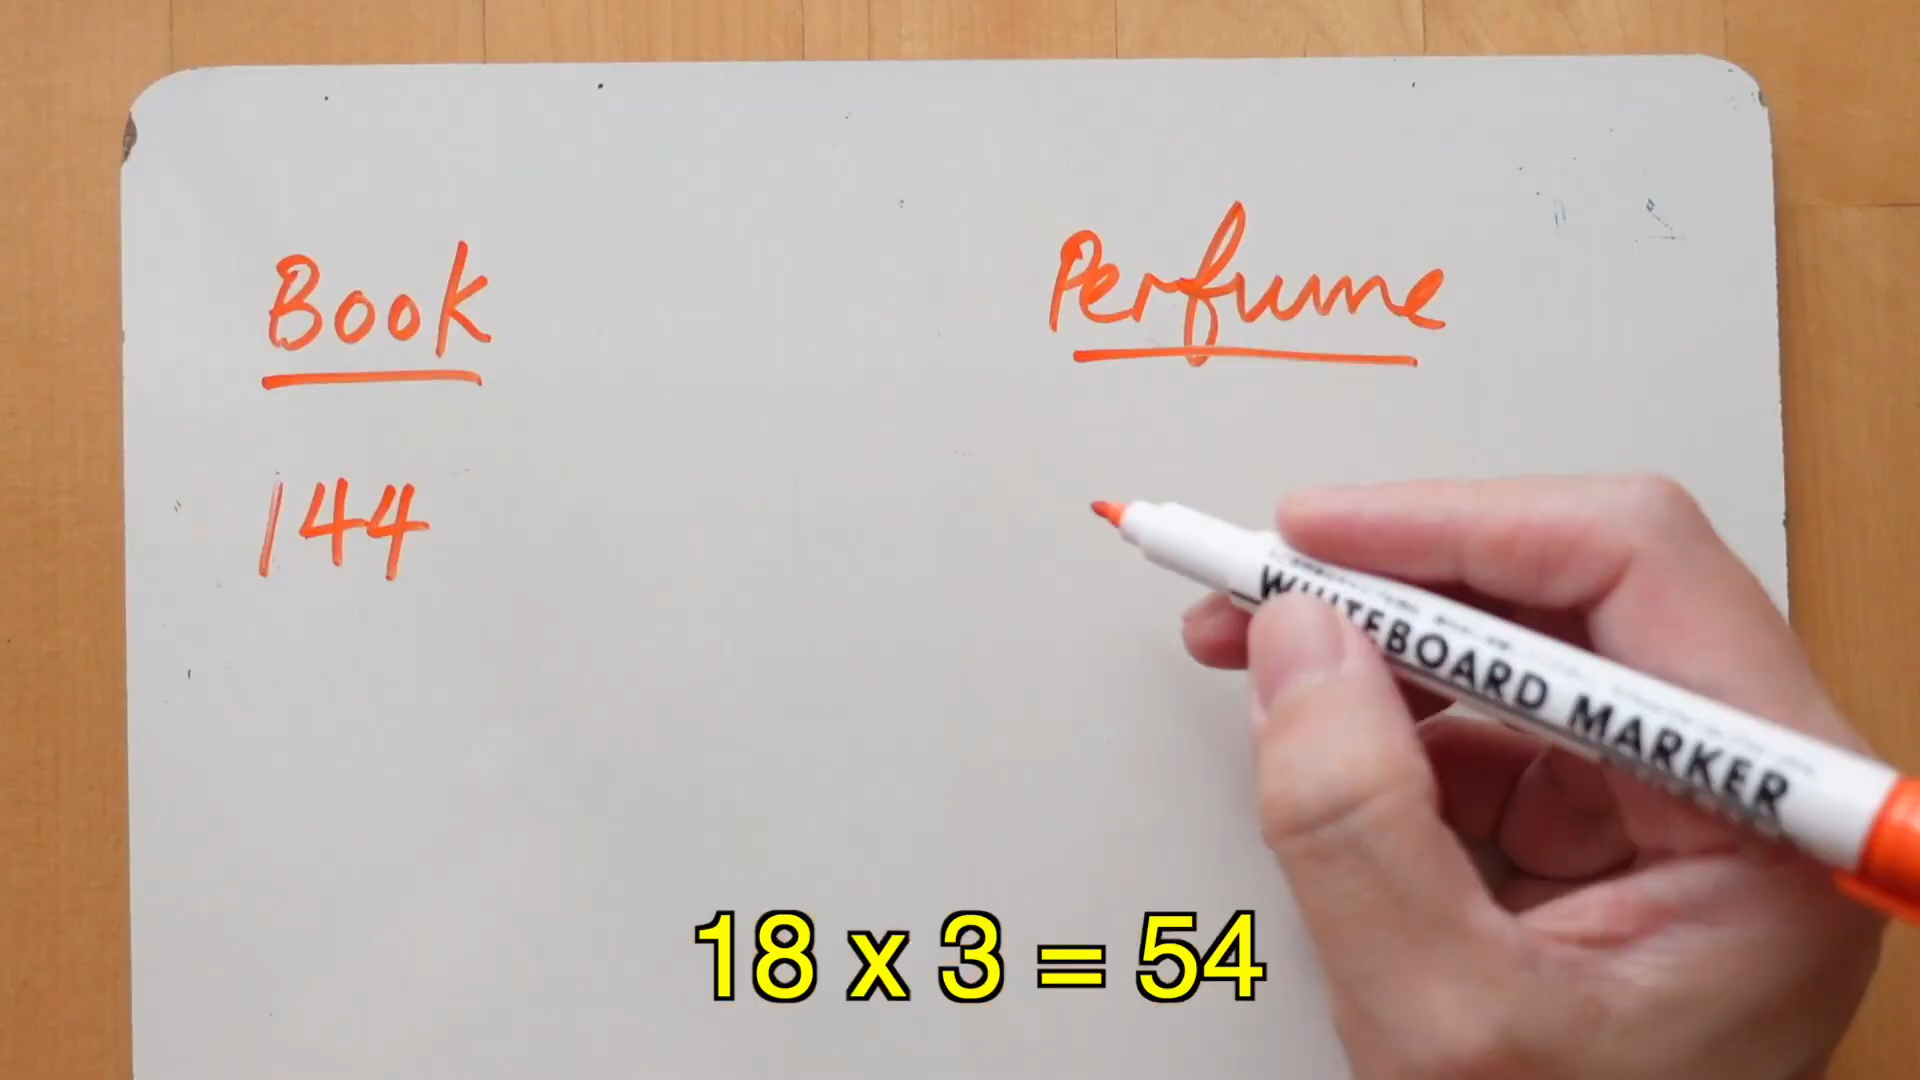 Book
Perfume
144
WHITEBOARD MARKER
18 x 3 = 54